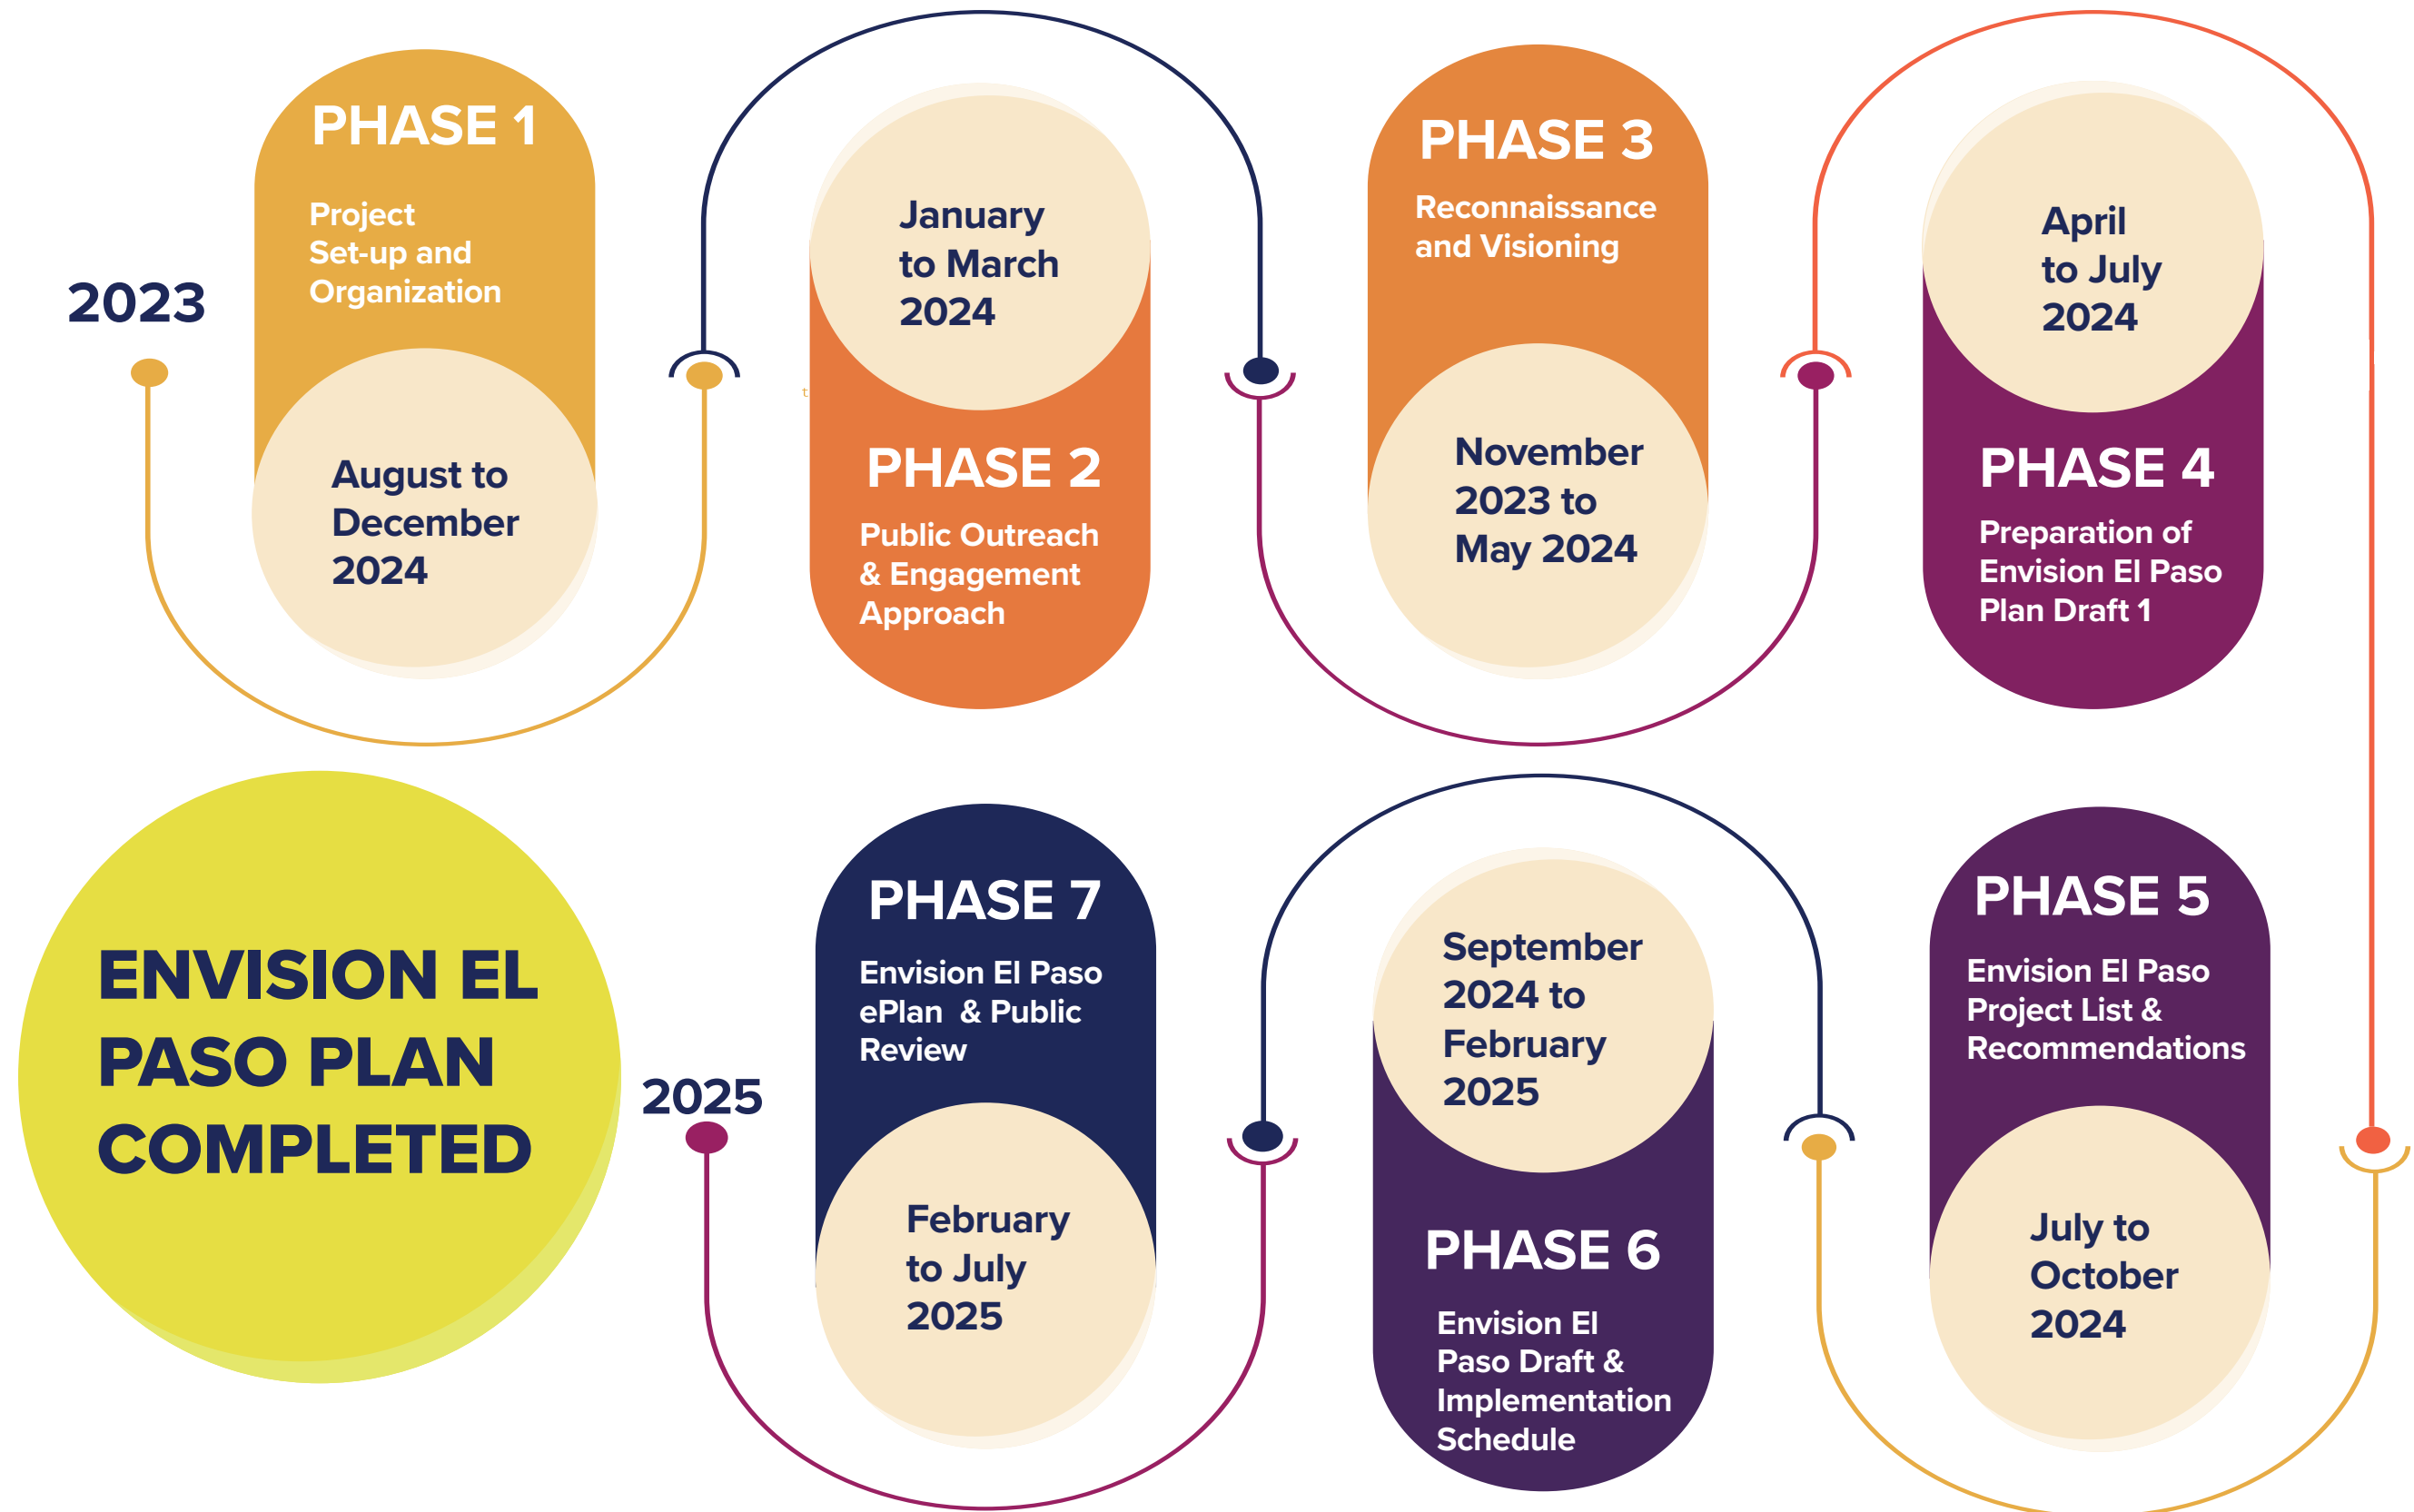 2023
PHASE 1
Project
Set-up and
Organization
August to
December
2024
January
to March
2024
t
PHASE 2
Public Outreach
& Engagement
Approach
PHASE 3
Reconnaissance
and Visioning
November
2023 to
May 2024
April
to July
2024
PHASE 4
Preparation of
Envision El Paso
Plan Draft 1
PHASE 5
Envision El Paso
Project List &
Recommendations
July to
October
2024
September
2024 to
February
2025
PHASE 6
Envision El
Paso Draft &
Implementation
Schedule
PHASE 7
Envision El Paso
ePlan & Public
Review
February
to July
2025
2025
ENVISION EL
PASO PLAN
COMPLETED